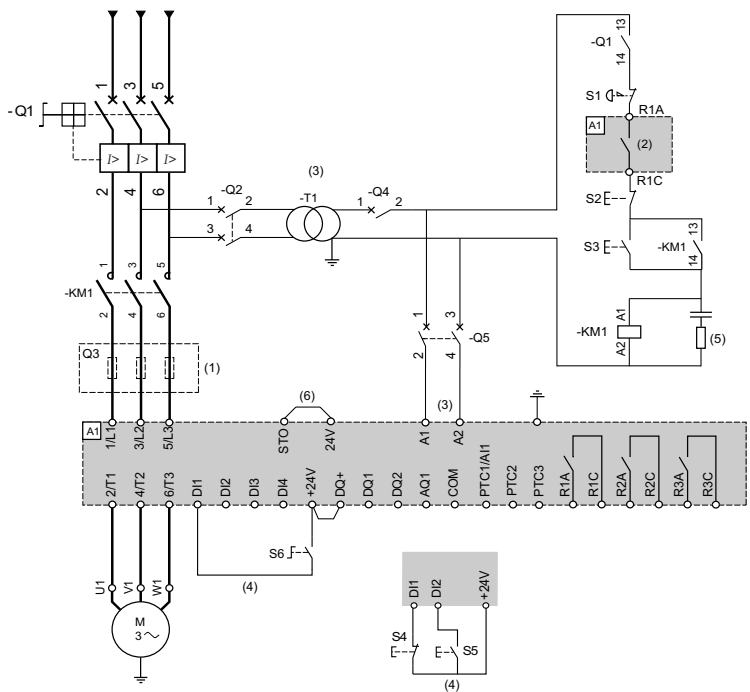 1 3 5
-Q1
I> I> I>
2 4 6
13
-Q1
14
S1
R1A
A1
(2)
R1C
S2
S3
13
-KM1
14
(3)
-Q2
1 2
3 4
-T1
-Q4
1 2
1 3 5
-KM1
2 4 6
1 3
-Q5
2 4
A1
-KM1
A2
(5)
Q3
(1)
(6)
(3)
A1
1/L1 3/L2 5/L3 STO 24V A1 A2
2/T1 4/T2 6/T3 DI1 DI2 DI3 DI4 +24V DQ+ DQ1 DQ2 AQ1 COM PTC1/AI1 PTC2 PTC3 R1A R1C R2A R2C R3A R3C
S6
(4)
U1 V1 W1
M
3
DI1 DI2 +24V
S4
S5
(4)